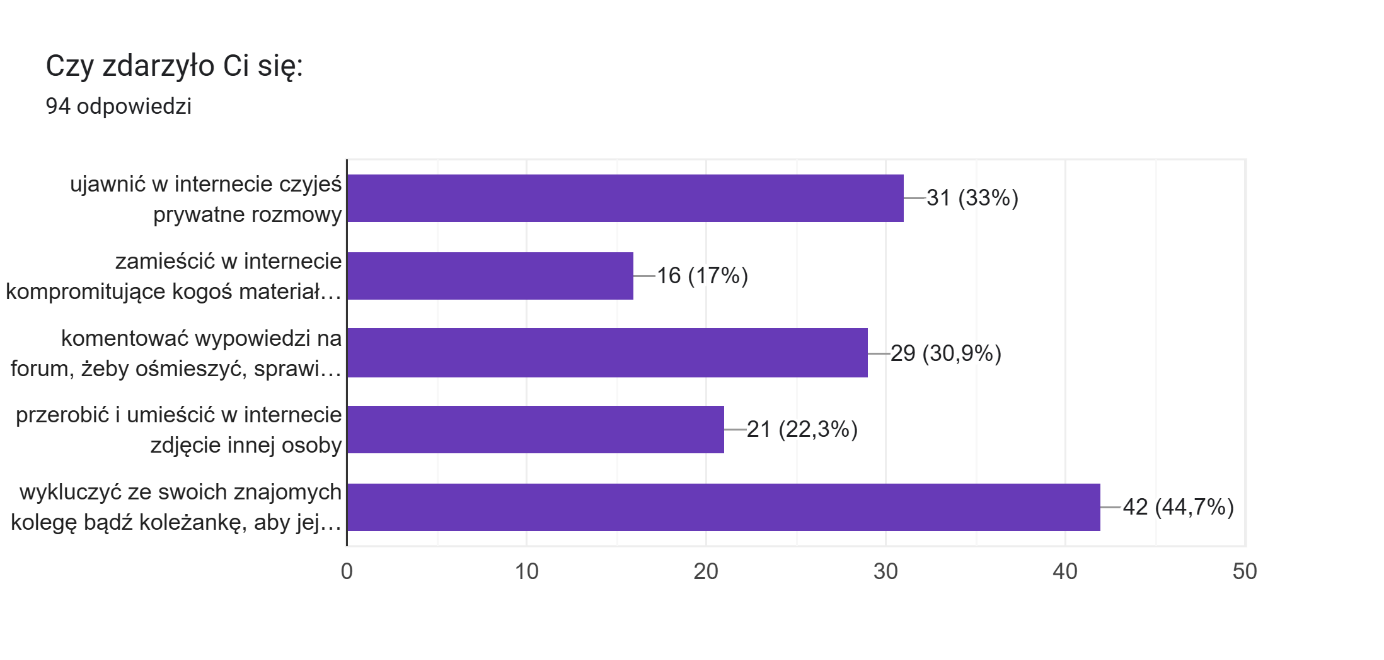 Czy zdarzyło Ci się:
94 odpowiedzi
ujawnić w internecie czyjeś
prywatne rozmowy
31 (33%)
zamieścić w internecie
kompromitujące kogoś materiał…
16 (17%)
komentować wypowiedzi na
forum, żeby ośmieszyć, sprawi…
29 (30,9%)
przerobić i umieścić w internecie
zdjęcie innej osoby
21 (22,3%)
wykluczyć ze swoich znajomych
kolegę bądź koleżankę, aby jej…
42 (44,7%)
0 10 20 30 40 50